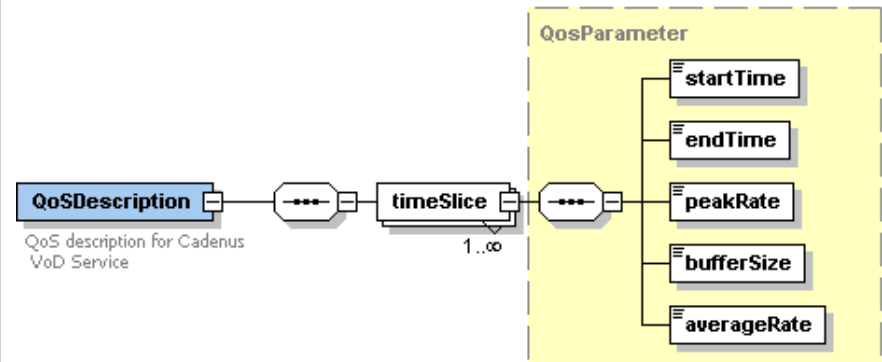 QosParameter
startTime
endTime
QoSDescription
timeSlice
peakRate
QoS description for Cadenus
VoD Service
1..∞
bufferSize
averageRate